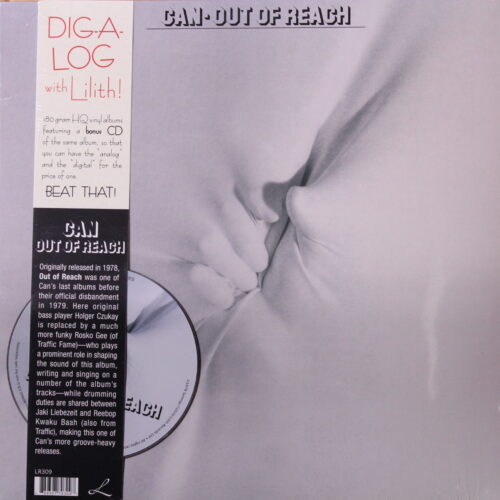 CAN • OUT OF REACH
DIG-A-
LOG
with Lilith!
180 gram HQ vinyl albums
featuring a bonus CD
of the same album, so that
you can have the "analog"
and the "digital" for the
price of one.
BEAT THAT!
CAN
OUT OF REACH
Originally released in 1978,
Out of Reach was one of
Can's last albums before
their official disbandment
in 1979. Here original
bass player Holger Czukay
is replaced by a much
more funky Rosko Gee (of
Traffic Fame)—who plays
a prominent role in shaping
the sound of this album,
writing and singing on a
number of the album's
tracks—while drumming
duties are shared between
Jaki Liebezeit and Reebop
Kwaku Baah (also from
Traffic), making this one of
Can's more groove-heavy
releases.
LR309
L
EACH